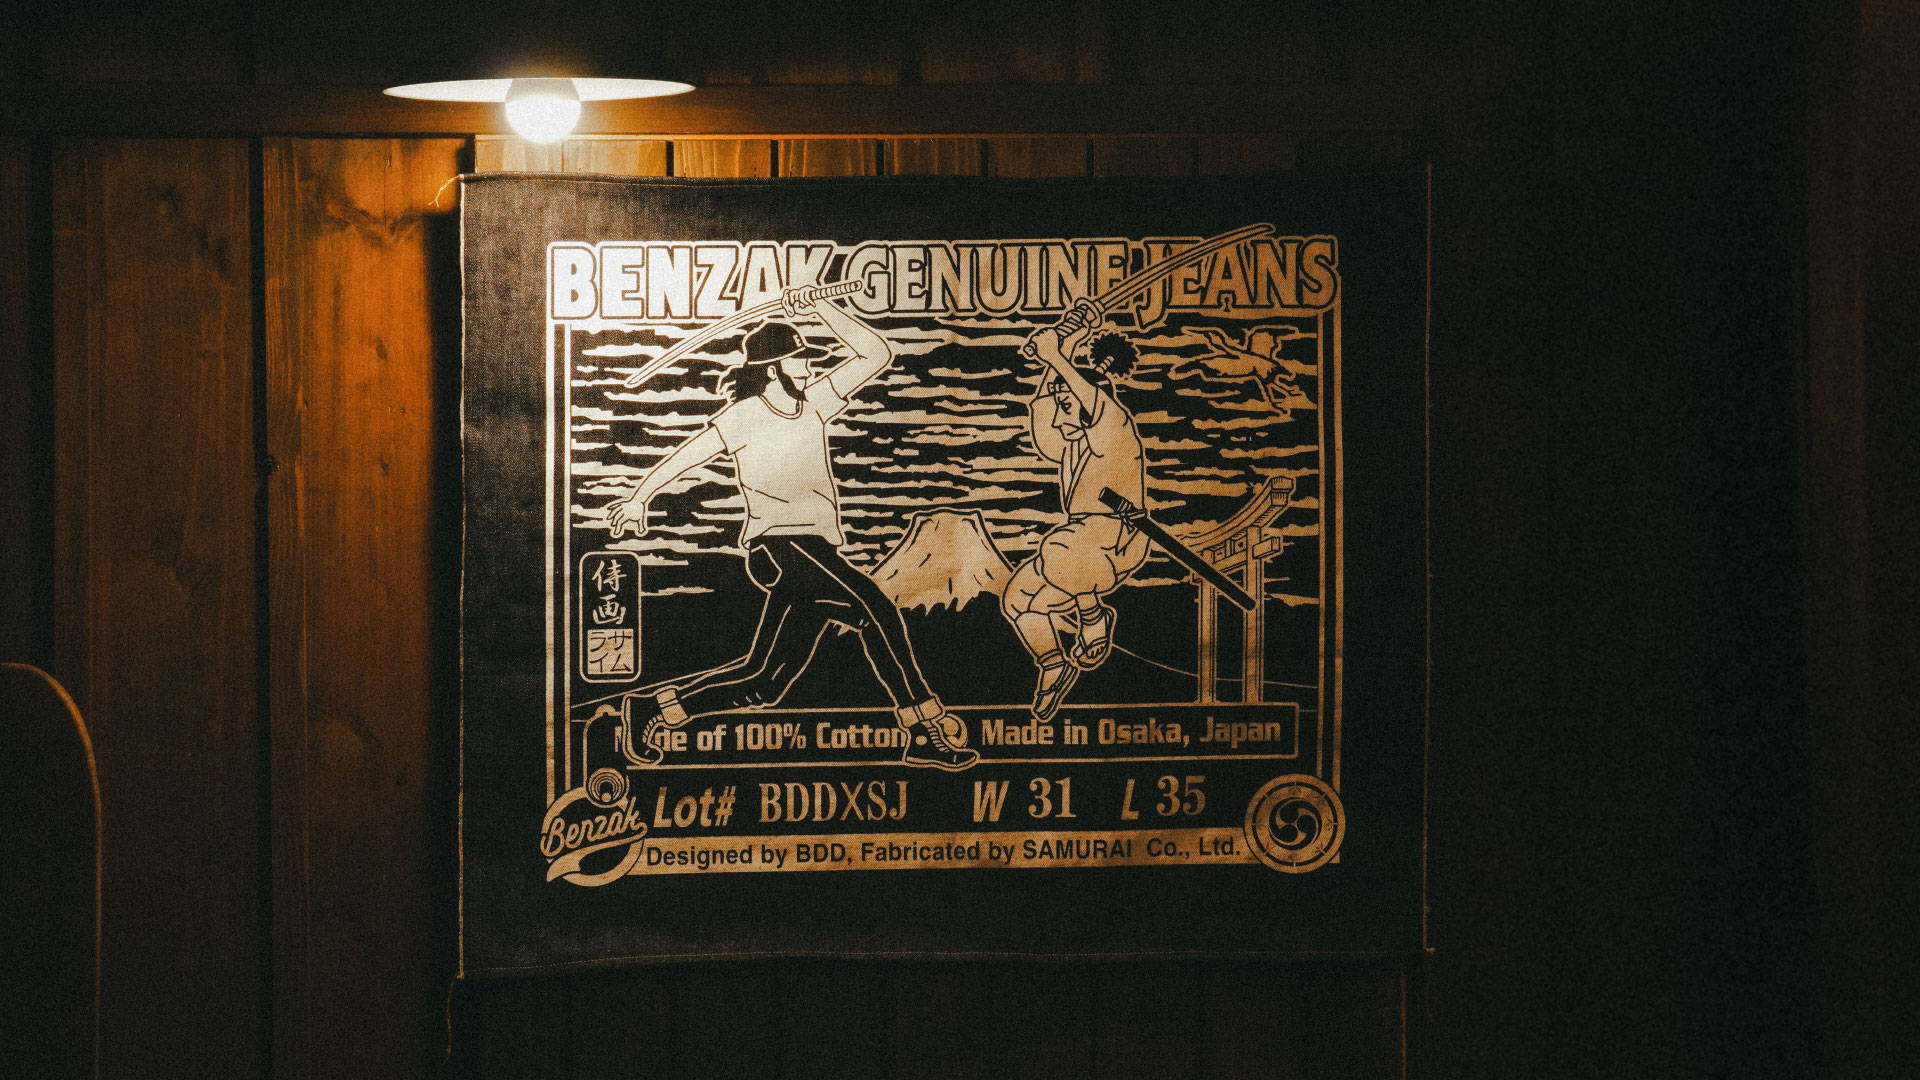 BENZAK GENUINE JEANS
侍画
サムライ
Made of 100% Cotton Made in Osaka, Japan
Lot# BDDXSJ W 31 L 35
Benzak
Designed by BDD, Fabricated by SAMURAI Co., Ltd.